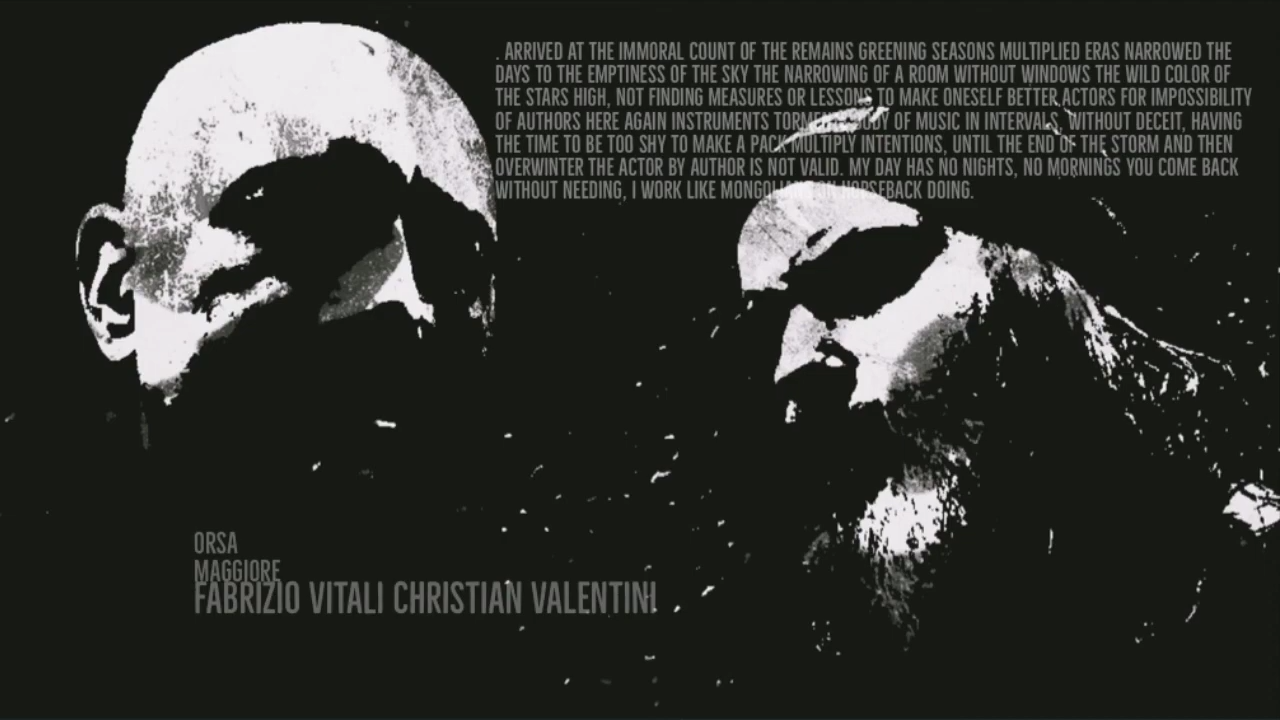 . ARRIVED AT THE IMMORAL COUNT OF THE REMAINS GREENING SEASONS MULTIPLIED ERAS NARROWED THE
DAYS TO THE EMPTINESS OF THE SKY THE NARROWING OF A ROOM WITHOUT WINDOWS THE WILD COLOR OF
THE STARS HIGH, NOT FINDING MEASURES OR LESSONS TO MAKE ONESELF BETTER ACTORS FOR IMPOSSIBILITY
OF AUTHORS HERE AGAIN INSTRUMENTS OF MUSIC IN INTERVALS, WITHOUT DECEIT, HAVING
THE TIME TO BE TOO SHY TO MAKE A PACK MULTIPLY INTENTIONS, UNTIL THE END OF THE STORM AND THEN
OVERWINTER THE ACTOR BY AUTHOR IS NOT VALID. MY DAY HAS NO NIGHTS, NO MORNINGS YOU COME BACK
WITHOUT NEEDING, I WORK LIKE HORSEBACK DOING.
ORSA
MAGGIORE
FABRIZIO VITALI CHRISTIAN VALENTINI